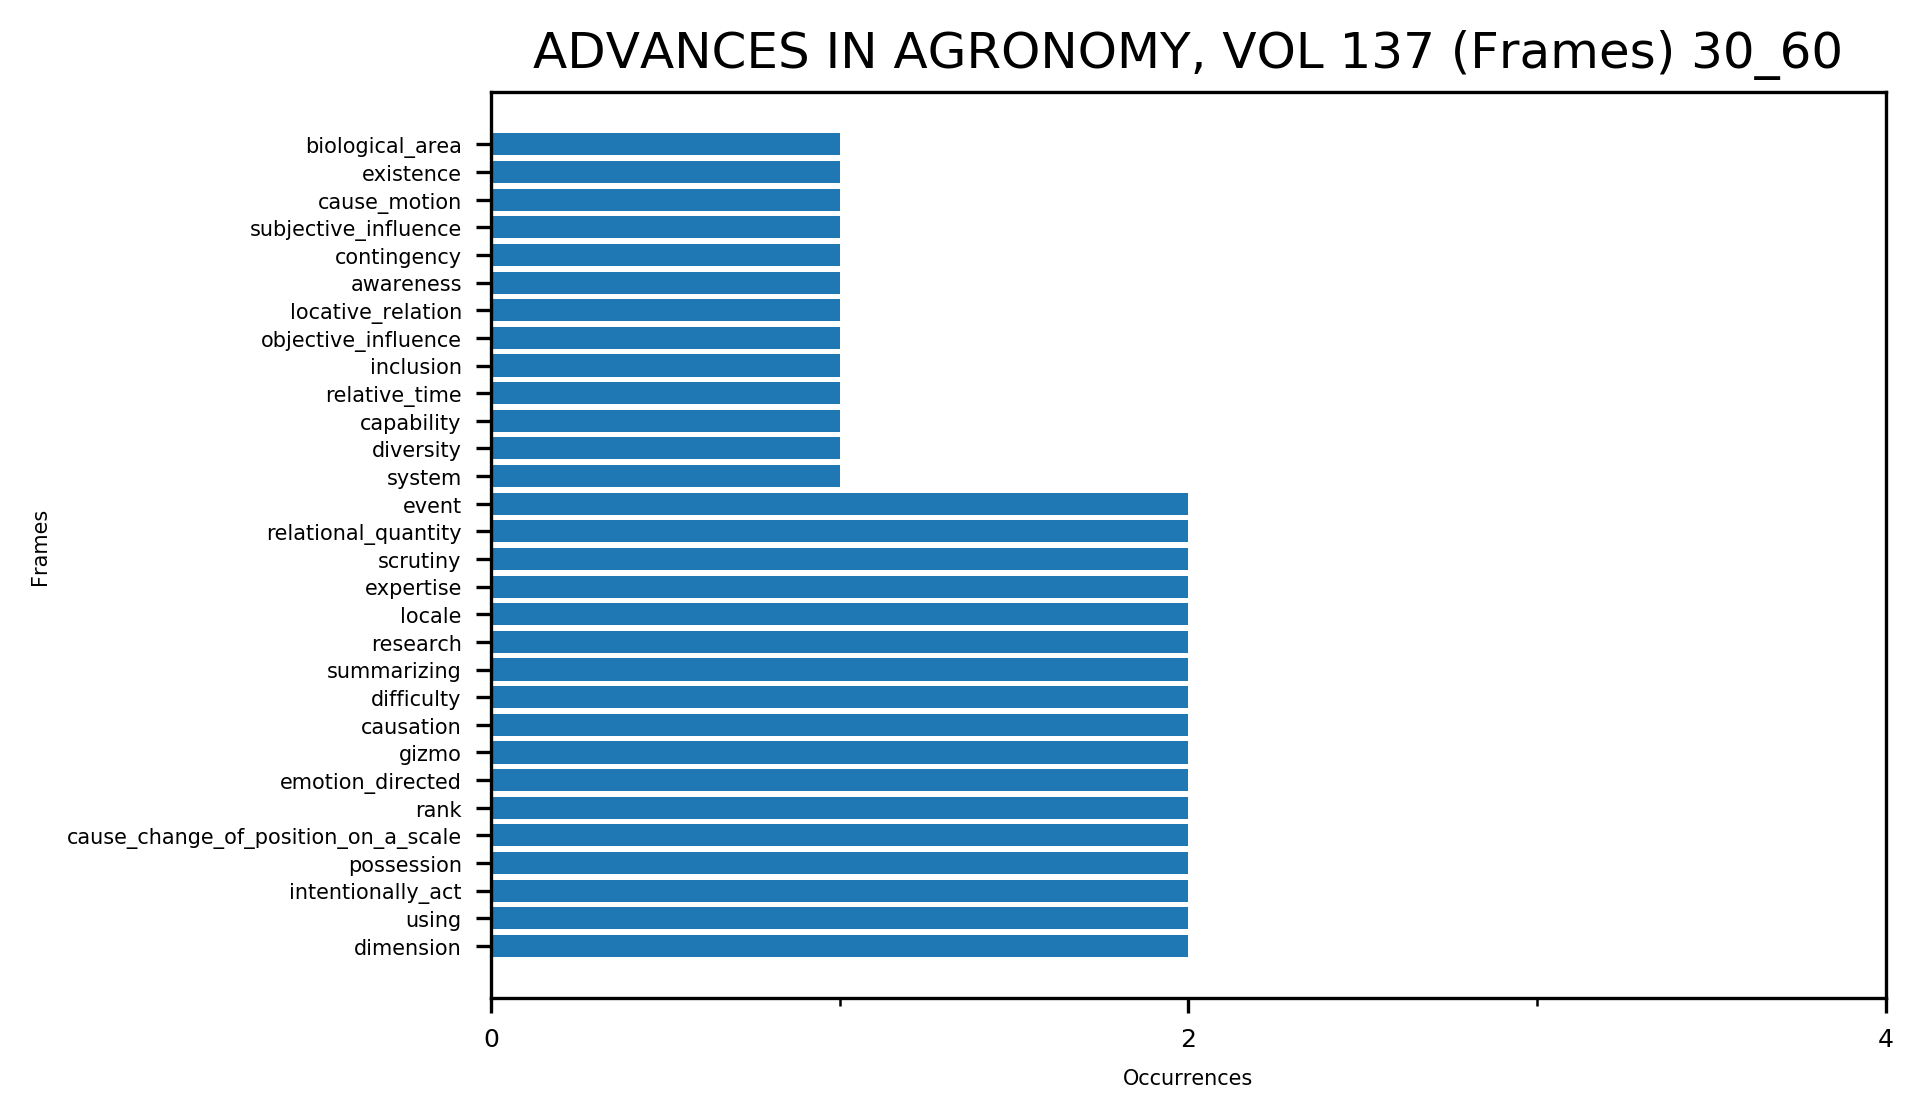 ADVANCES IN AGRONOMY, VOL 137 (Frames) 30_60
biological_area
existence
cause_motion
subjective_influence
contingency
awareness
locative_relation
objective_influence
inclusion
relative_time
capability
diversity
system
event
relational_quantity
scrutiny
expertise
locale
research
summarizing
difficulty
causation
gizmo
emotion_directed
rank
cause_change_of_position_on_a_scale
possession
intentionally_act
using
dimension
Frames
0 2 4
Occurrences